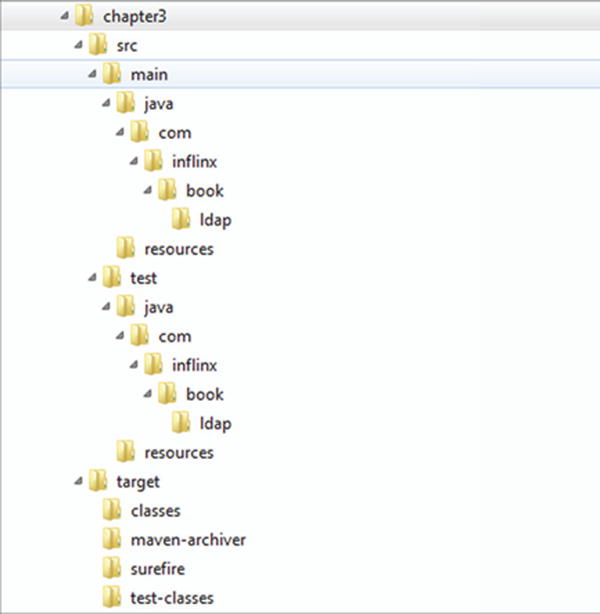 chapter3
src
main
java
com
inflinx
book
ldap
resources
test
java
com
inflinx
book
ldap
resources
target
classes
maven-archiver
surefire
test-classes